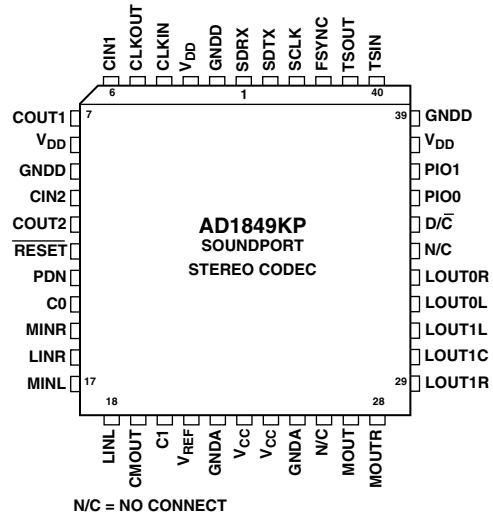 CIN1
CLKOUT
CLKIN
VDD
GNDD
SDRX
SDTX
SCLK
FSYNC
TSOUT
TSIN
6
1
40
COUT1
7
39
GNDD
VDD
VDD
GNDD
PIO1
CIN2
PIO0
COUT2
AD1849KP
D/C̅
RESET
SOUNDPORT
N/C
PDN
STEREO CODEC
LOUT0R
C0
LOUT0L
MINR
LOUT1L
LINR
LOUT1C
MINL
17
29
LOUT1R
18
28
LINL
CMOUT
C1
VREF
GNDA
VCC
VCC
GNDA
N/C
MOUT
MOUTR
N/C = NO CONNECT